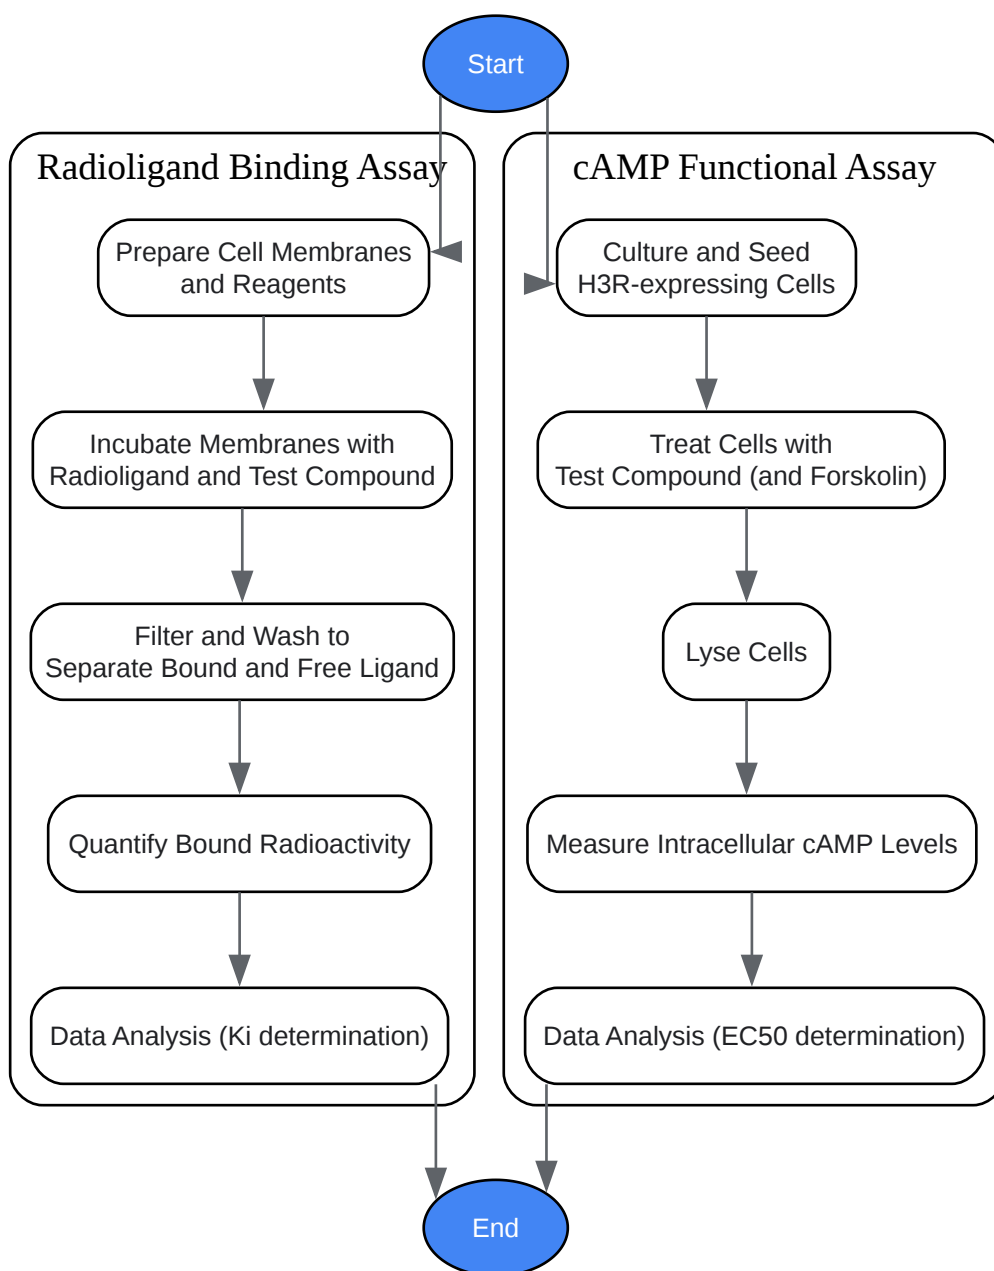 Start
Radioligand Binding Assay
Prepare Cell Membranes
and Reagents
Incubate Membranes with
Radioligand and Test Compound
Filter and Wash to
Separate Bound and Free Ligand
Quantify Bound Radioactivity
Data Analysis (Ki determination)
cAMP Functional Assay
Culture and Seed
H3R-expressing Cells
Treat Cells with
Test Compound (and Forskolin)
Lyse Cells
Measure Intracellular cAMP Levels
Data Analysis (EC50 determination)
End